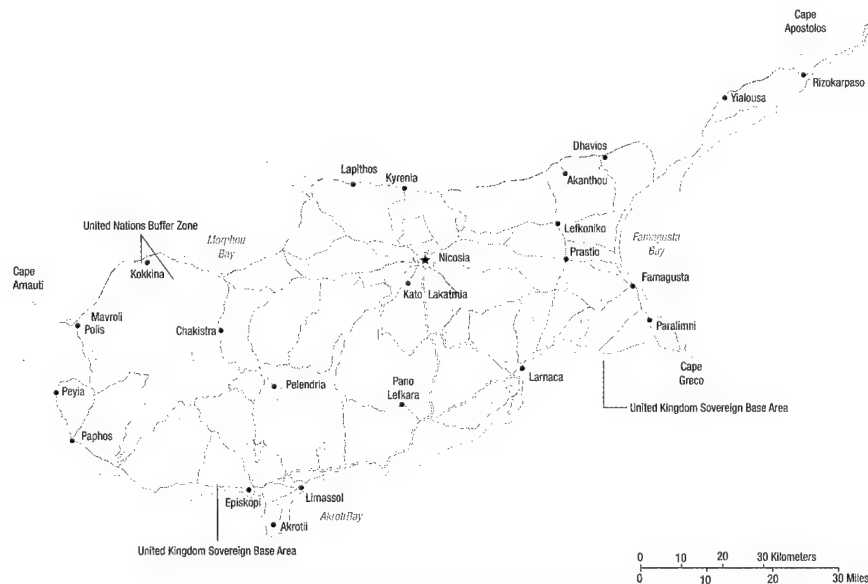 Cape
Apostolos
Rizokarpaso
Yialousa
Dhavios
Akanthou
Lapithos
Kyrenia
United Nations Buffer Zone
Morphou
Bay
Lefkoniko
Famagusta
Bay
Nicosia
Prastio
Cape
Arnauti
Kokkina
Famagusta
Kato Lakatmia
Mavroli
Polis
Chakistra
Paralimni
Cape
Greco
Larnaca
Pelendria
Pano
Lefkara
Peyia
United Kingdom Sovereign Base Area
Paphos
Episkopi
Limassol
Akrotiri Bay
Akrotii
United Kingdom Sovereign Base Area
0 10 20 30 Kilometers
0 10 20 30 Miles